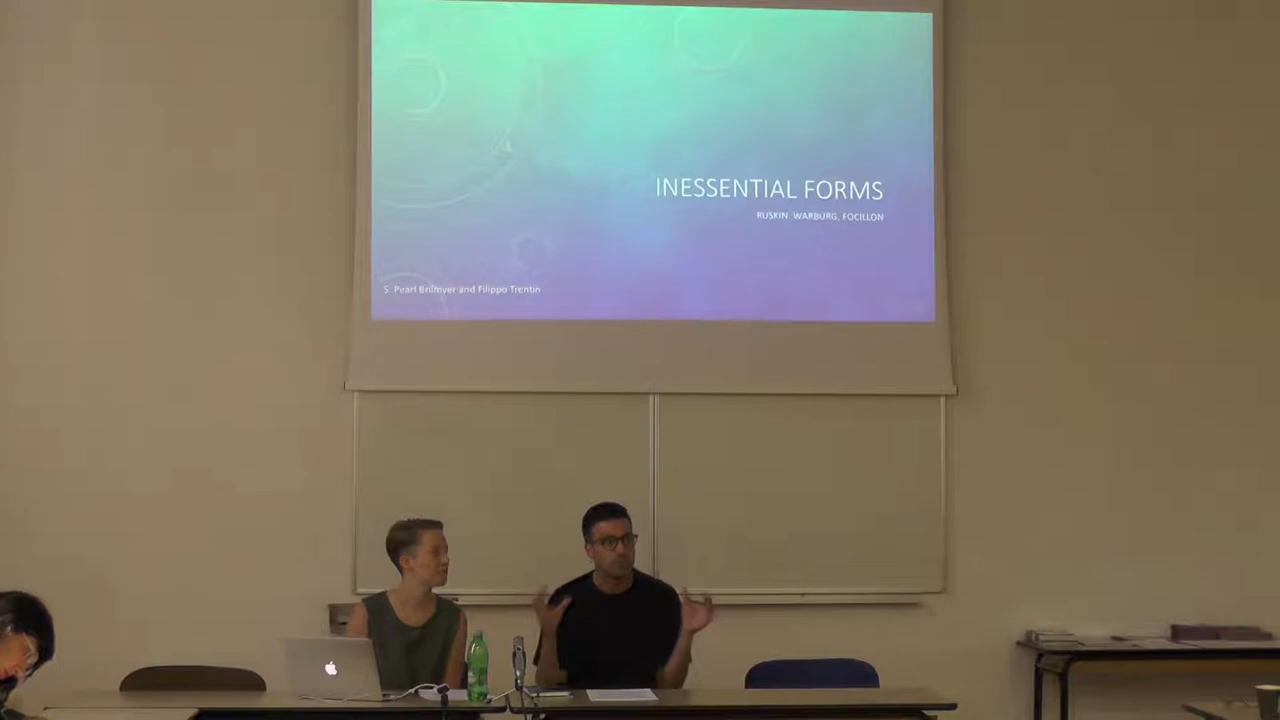 INESSENTIAL FORMS
RUSKIN WARBURG, FOCILLON
S. Pearl Brilmyer and Filippo Trentin